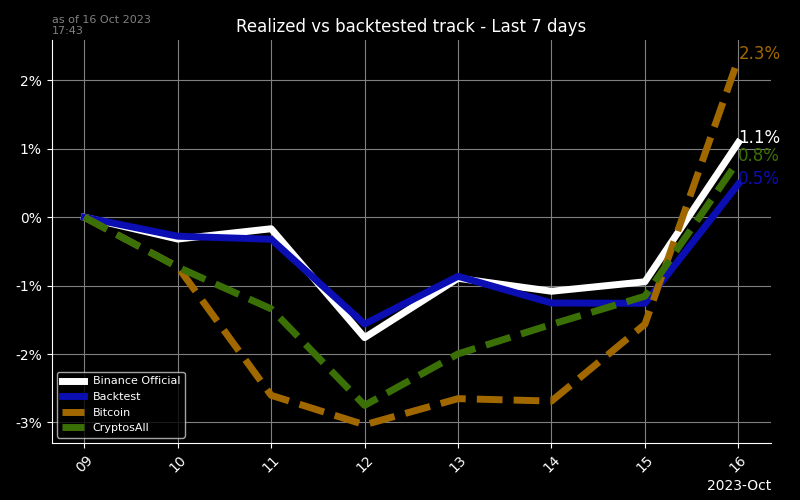 as of 16 Oct 2023
17:43
Realized vs backtested track - Last 7 days
2.3%
2%
1.1%
1%
0.8%
0.5%
0%
-1%
-2%
-3%
Binance Official
Backtest
Bitcoin
CryptosAll
09 10 11 12 13 14 15 16
2023-Oct